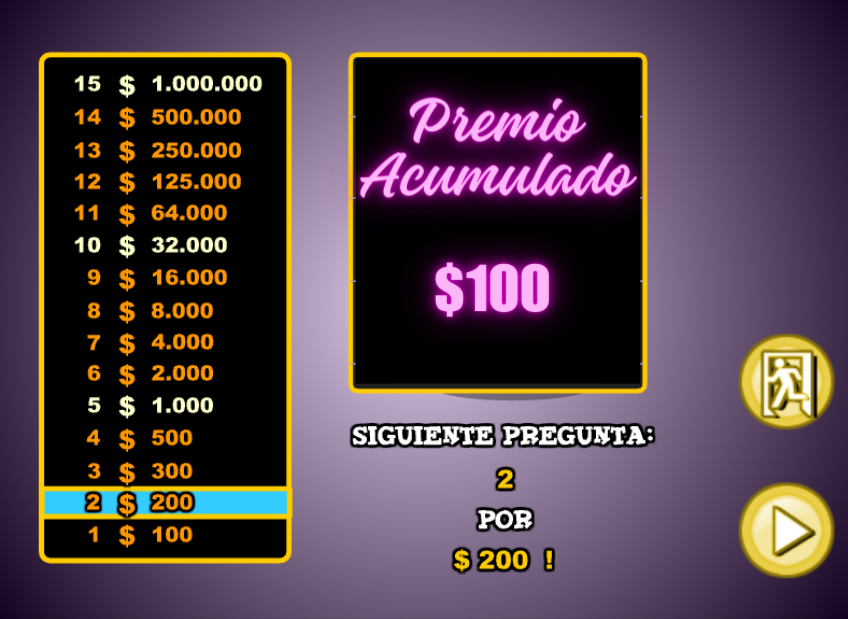 15 $ 1.000.000
14 $ 500.000
13 $ 250.000
12 $ 125.000
11 $ 64.000
10 $ 32.000
9 $ 16.000
8 $ 8.000
7 $ 4.000
6 $ 2.000
5 $ 1.000
4 $ 500
3 $ 300
2 $ 200
1 $ 100
Premio
Acumulado
$100
SIGUIENTE PREGUNTA:
2
POR
$ 200 !